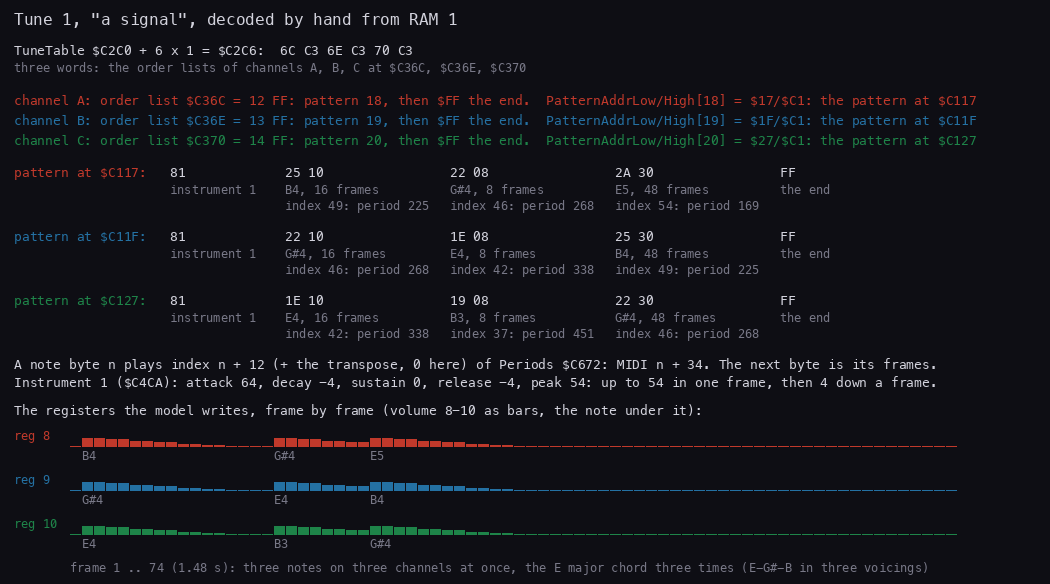 Tune 1, "a signal", decoded by hand from RAM 1
TuneTable $C2C0 + 6 x 1 = $C2C6:  6C C3 6E C3 70 C3
three words: the order lists of channels A, B, C at $C36C, $C36E, $C370
channel A: order list $C36C = 12 FF: pattern 18, then $FF the end.  PatternAddrLow/High[18] = $17/$C1: the pattern at $C117
channel B: order list $C36E = 13 FF: pattern 19, then $FF the end.  PatternAddrLow/High[19] = $1F/$C1: the pattern at $C11F
channel C: order list $C370 = 14 FF: pattern 20, then $FF the end.  PatternAddrLow/High[20] = $27/$C1: the pattern at $C127
pattern at $C117:   81   25 10   22 08   2A 30   FF
instrument 1   B4, 16 frames   G#4, 8 frames   E5, 48 frames   the end
index 49: period 225   index 46: period 268   index 54: period 169
pattern at $C11F:   81   22 10   1E 08   25 30   FF
instrument 1   G#4, 16 frames   E4, 8 frames   B4, 48 frames   the end
index 46: period 268   index 42: period 338   index 49: period 225
pattern at $C127:   81   1E 10   19 08   22 30   FF
instrument 1   E4, 16 frames   B3, 8 frames   G#4, 48 frames   the end
index 42: period 338   index 37: period 451   index 46: period 268
A note byte n plays index n + 12 (+ the transpose, 0 here) of Periods $C672: MIDI n + 34. The next byte is its frames.
Instrument 1 ($C4CA): attack 64, decay −4, sustain 0, release −4, peak 54: up to 54 in one frame, then 4 down a frame.
The registers the model writes, frame by frame (volume 8–10 as bars, the note under it):
reg 8
B4   G#4   E5
reg 9
G#4   E4   B4
reg 10
E4   B3   G#4
frame 1 .. 74 (1.48 s): three notes on three channels at once, the E major chord three times (E–G#–B in three voicings)